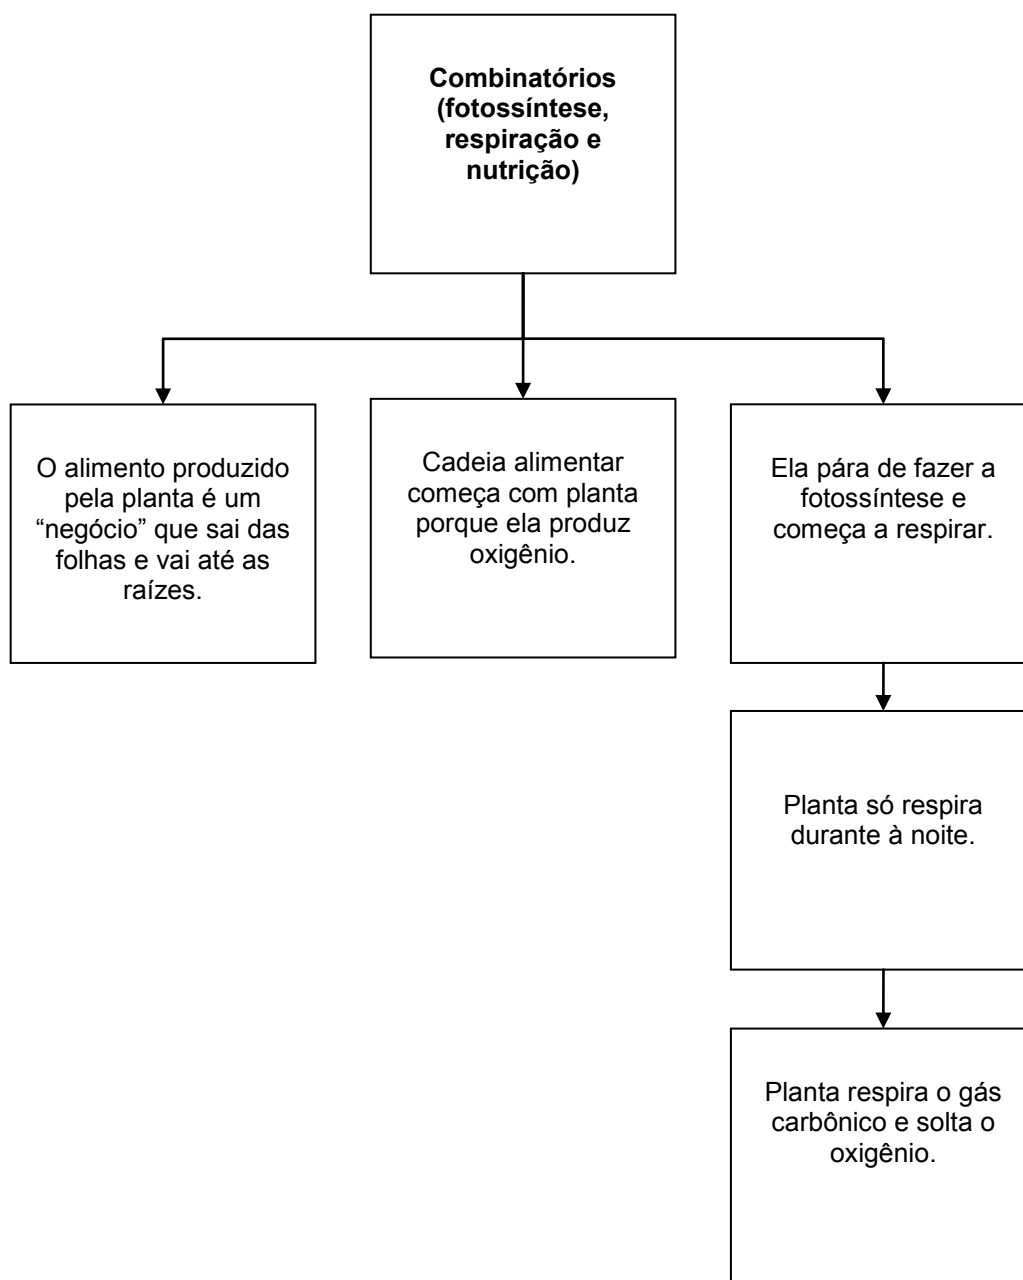 Combinatórios
(fotossíntese,
respiração e
nutrição)
O alimento produzido
pela planta é um
“negócio” que sai das
folhas e vai até as
raízes.
Cadeia alimentar
começa com planta
porque ela produz
oxigênio.
Ela pára de fazer a
fotossíntese e
começa a respirar.
Planta só respira
durante à noite.
Planta respira o gás
carbônico e solta o
oxigênio.